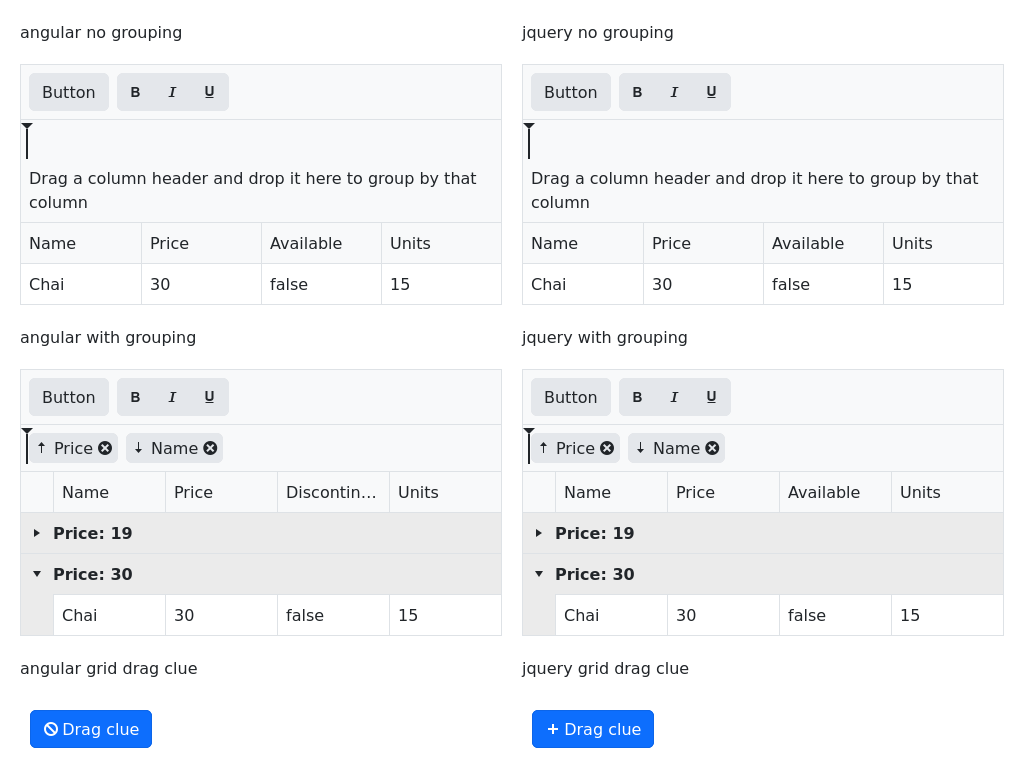 angular no grouping
jquery no grouping
Button B I U
Button B I U
Drag a column header and drop it here to group by that
column
Drag a column header and drop it here to group by that
column
Name Price Available Units
Name Price Available Units
Chai 30 false 15
Chai 30 false 15
angular with grouping
jquery with grouping
Button B I U
Button B I U
Price Name
Price Name
Name Price Discontin... Units
Name Price Available Units
Price: 19
Price: 19
Price: 30
Price: 30
Chai 30 false 15
Chai 30 false 15
angular grid drag clue
jquery grid drag clue
Drag clue
Drag clue